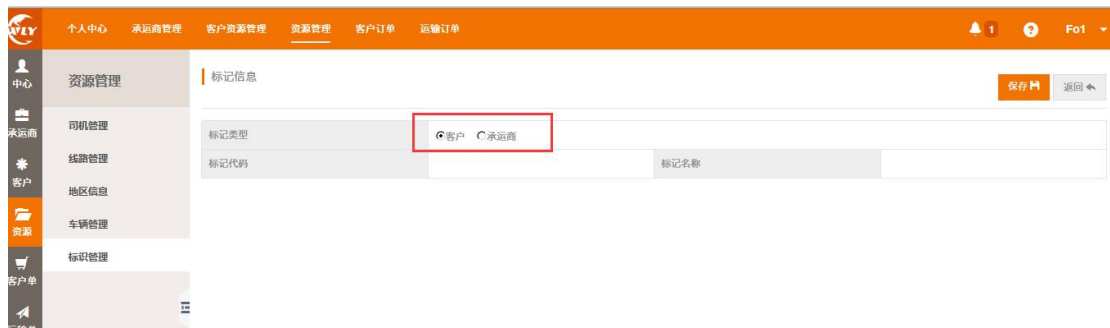 WLY 个人中心 承运商管理 客户资源管理 资源管理 客户订单 运输订单 1 Fo1
中心
承运商
客户
资源
客户单
资源管理
司机管理
线路管理
地区信息
车辆管理
标识管理
标记信息
保存 返回
标记类型 客户 承运商
标记代码 标记名称